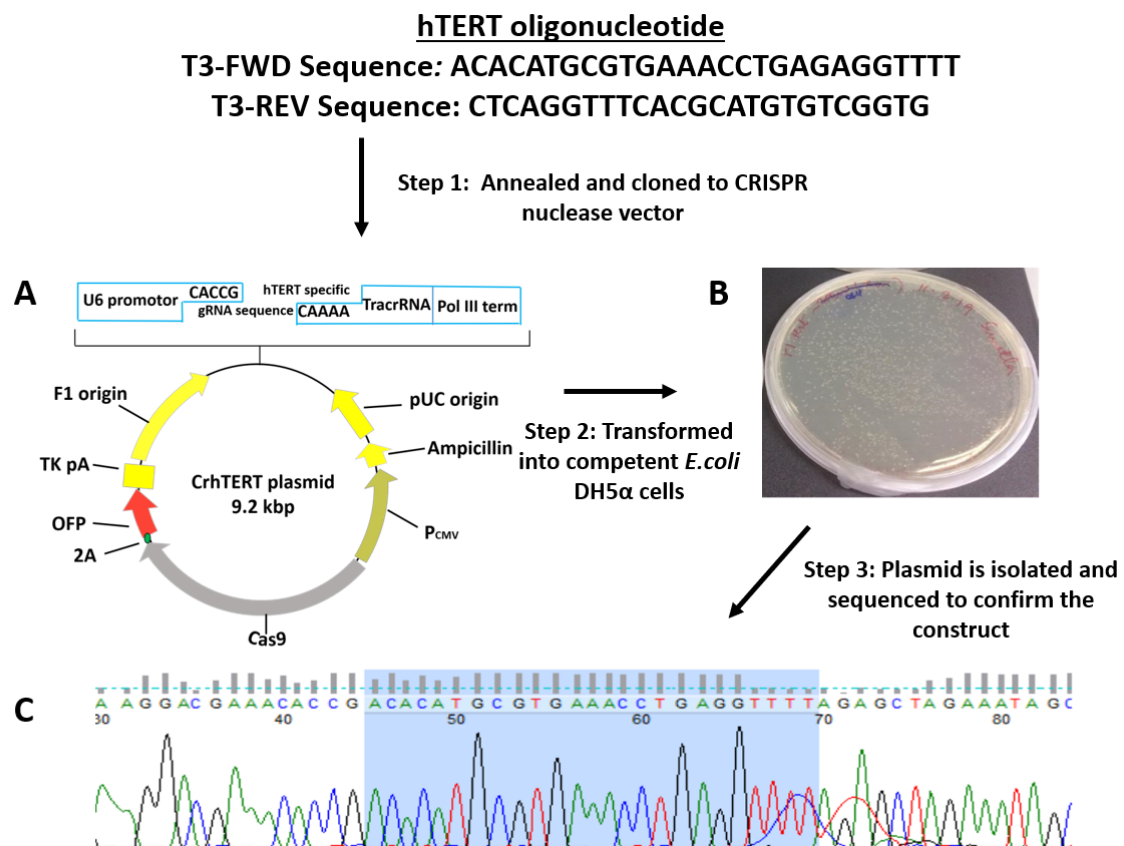 hTERT oligonucleotide
T3-FWD Sequence: ACACATGCGTGAAACCTGAGAGGTTTT
T3-REV Sequence: CTCAGGTTTCACGCATGTGTCGGTG
Step 1: Annealed and cloned to CRISPR
nuclease vector
A
U6 promotor
CACCG
gRNA sequence
hTERT specific
CAAAA
TracrRNA
Pol III term
F1 origin
TK pA
OFP
2A
Cas9
PCMV
Ampicillin
pUC origin
CrhTERT plasmid
9.2 kbp
Step 2: Transformed
into competent E.coli
DH5α cells
B
Step 3: Plasmid is isolated and
sequenced to confirm the
construct
C
A AGGACGAAACACCGACACATGCGTGAAACCTGAGGTTTTAGAGCTAGAAATAGC
30 40 50 60 70 80